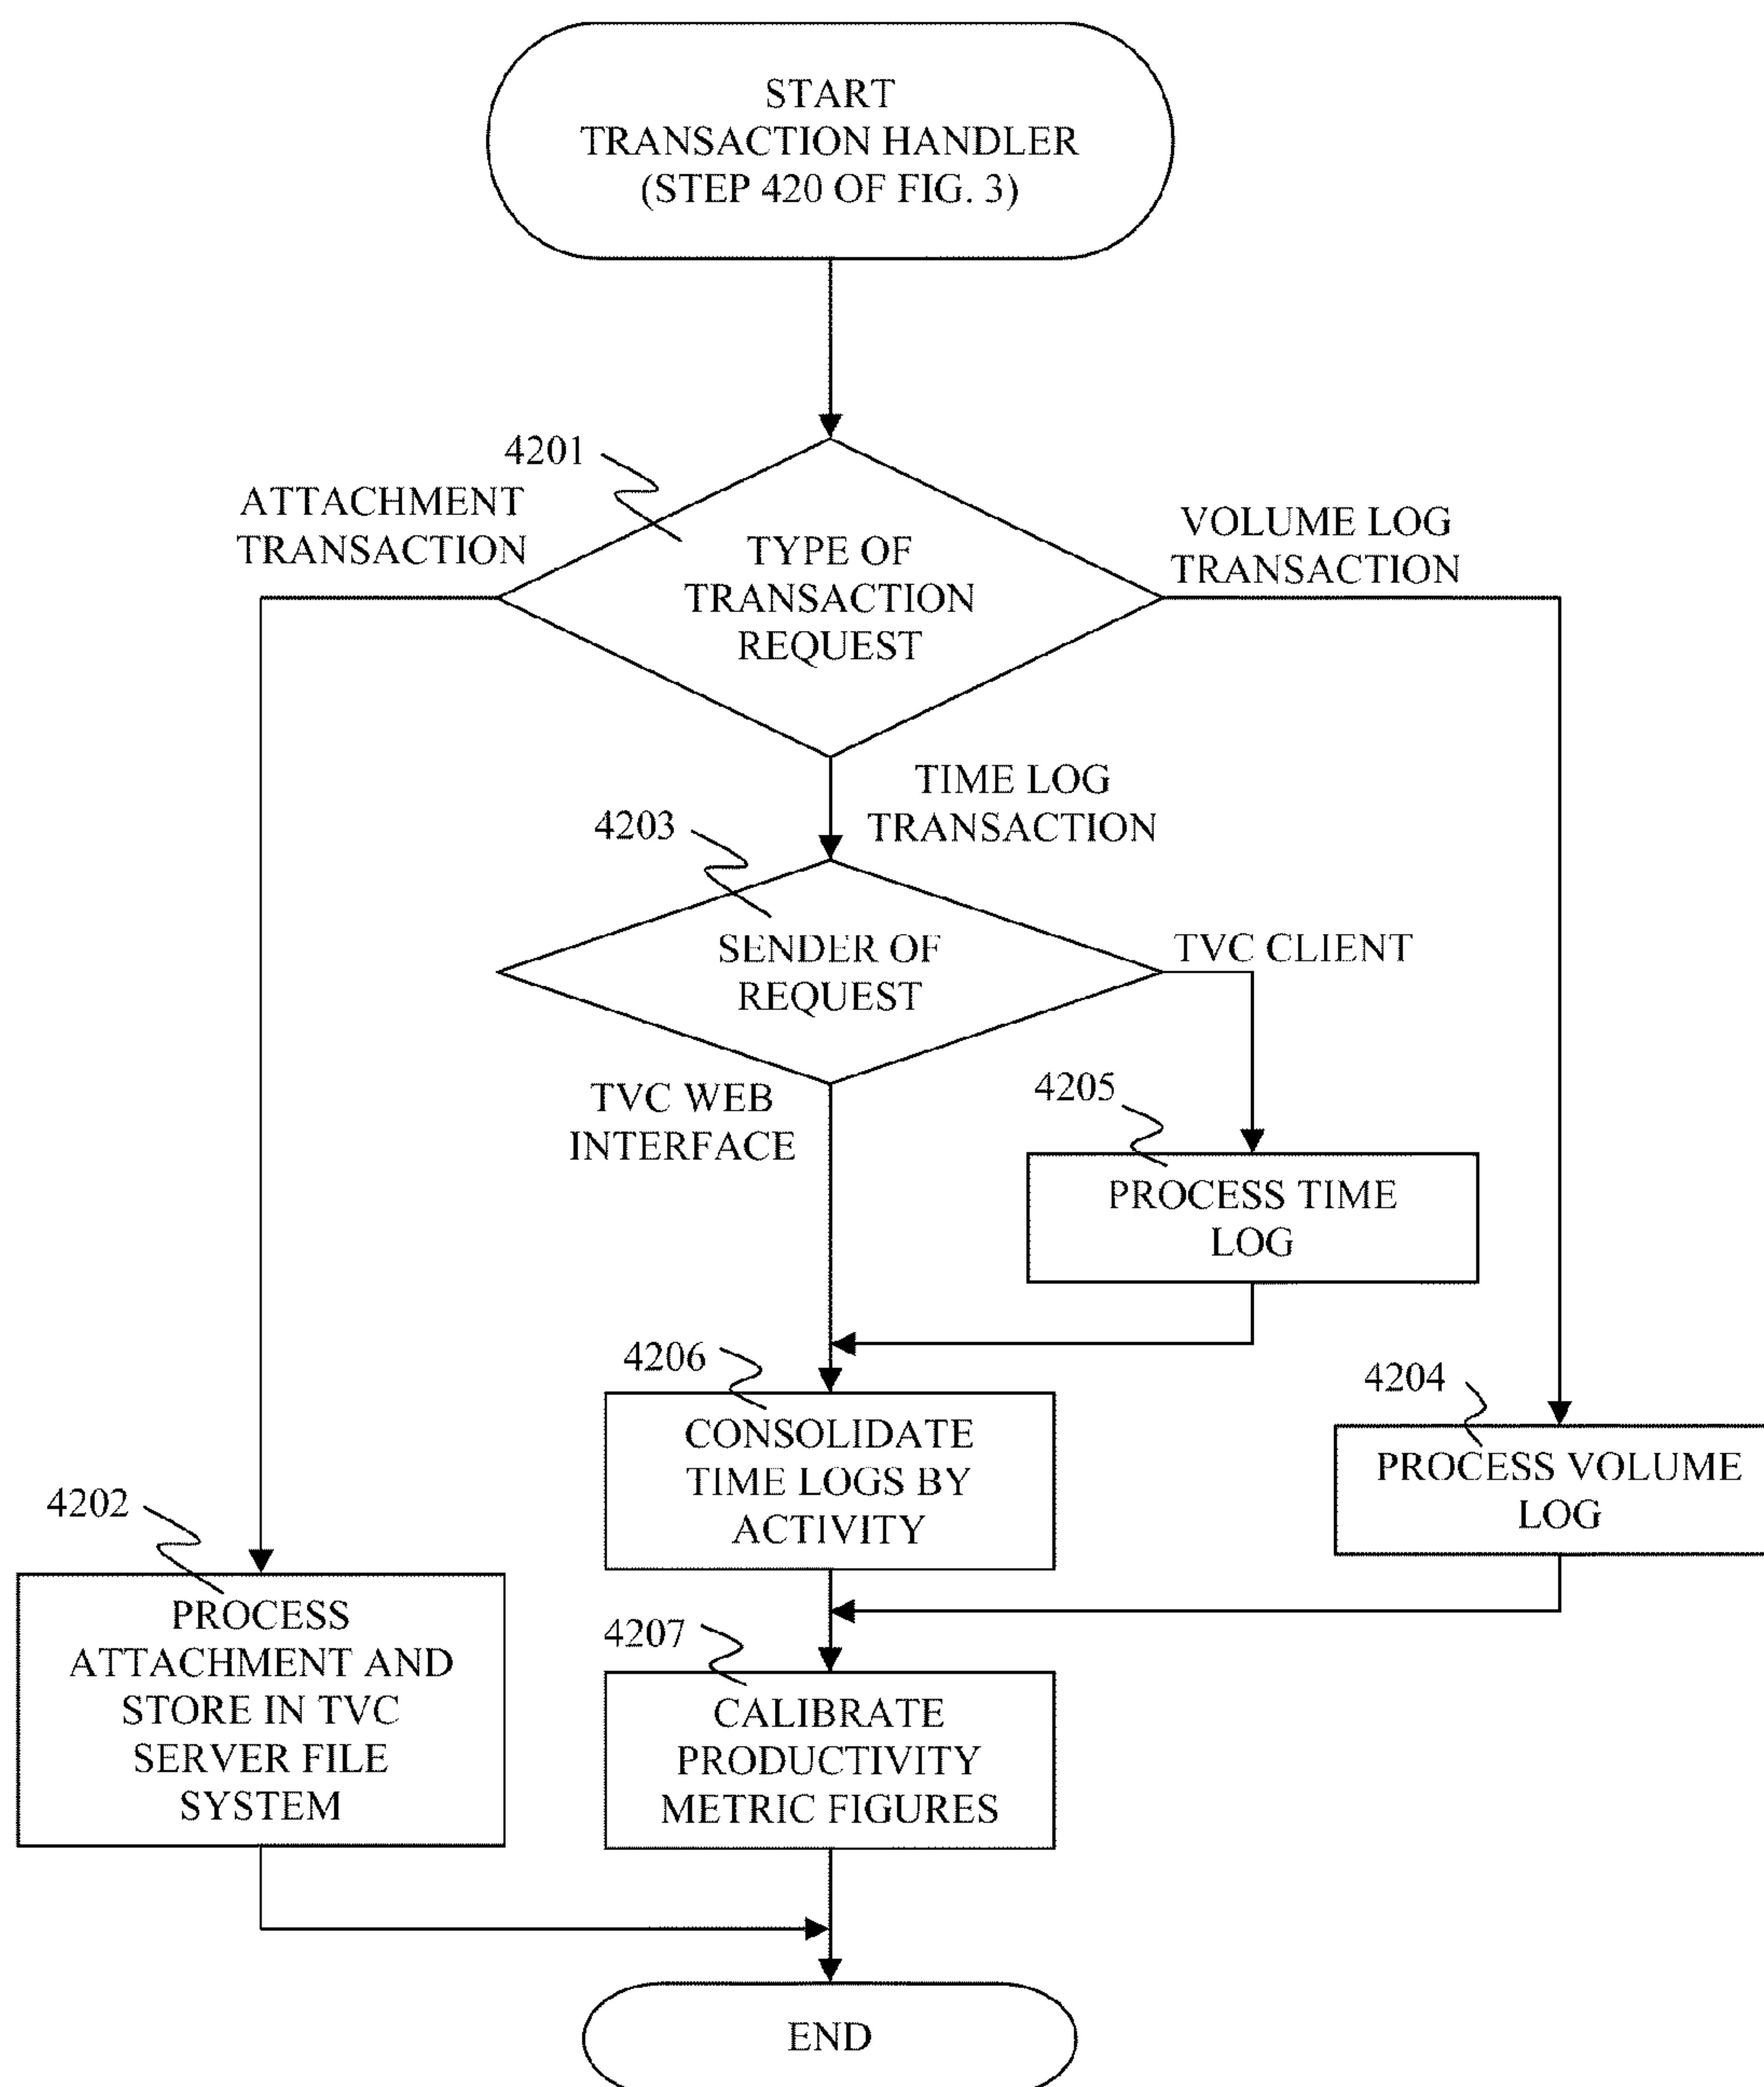 START
TRANSACTION HANDLER
(STEP 420 OF FIG. 3)
4201
ATTACHMENT
TRANSACTION
TYPE OF
TRANSACTION
REQUEST
VOLUME LOG
TRANSACTION
TIME LOG
TRANSACTION
4203
SENDER OF
REQUEST
TVC CLIENT
TVC WEB
INTERFACE
4205
PROCESS TIME
LOG
4206
CONSOLIDATE
TIME LOGS BY
ACTIVITY
4204
PROCESS VOLUME
LOG
4202
PROCESS
ATTACHMENT AND
STORE IN TVC
SERVER FILE
SYSTEM
4207
CALIBRATE
PRODUCTIVITY
METRIC FIGURES
END